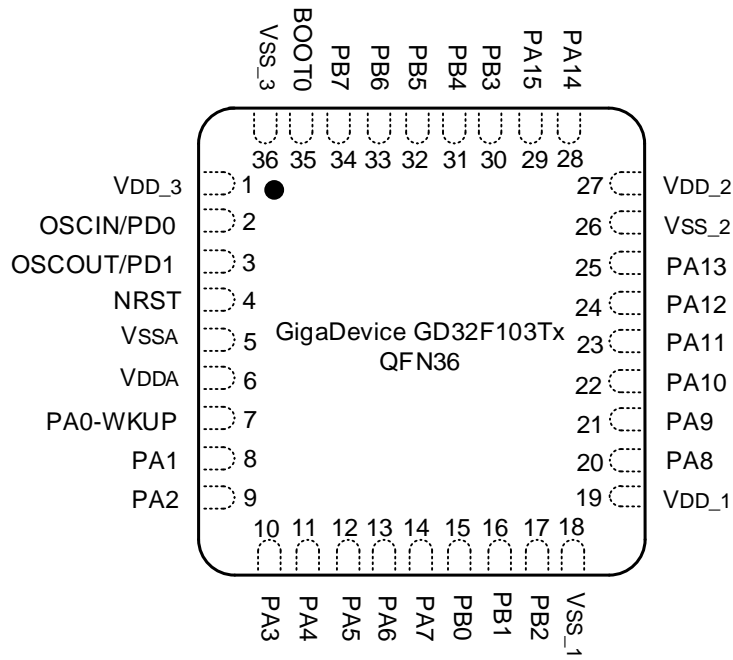 VSS_3
BOOT0
PB7
PB6
PB5
PB4
PB3
PA15
PA14
36 35 34 33 32 31 30 29 28
VDD_3 1
OSCIN/PD0 2
OSCOUT/PD1 3
NRST 4
VSSA 5
VDDA 6
PA0-WKUP 7
PA1 8
PA2 9
GigaDevice GD32F103Tx
QFN36
27 VDD_2
26 VSS_2
25 PA13
24 PA12
23 PA11
22 PA10
21 PA9
20 PA8
19 VDD_1
10 11 12 13 14 15 16 17 18
PA3
PA4
PA5
PA6
PA7
PB0
PB1
PB2
VSS_1